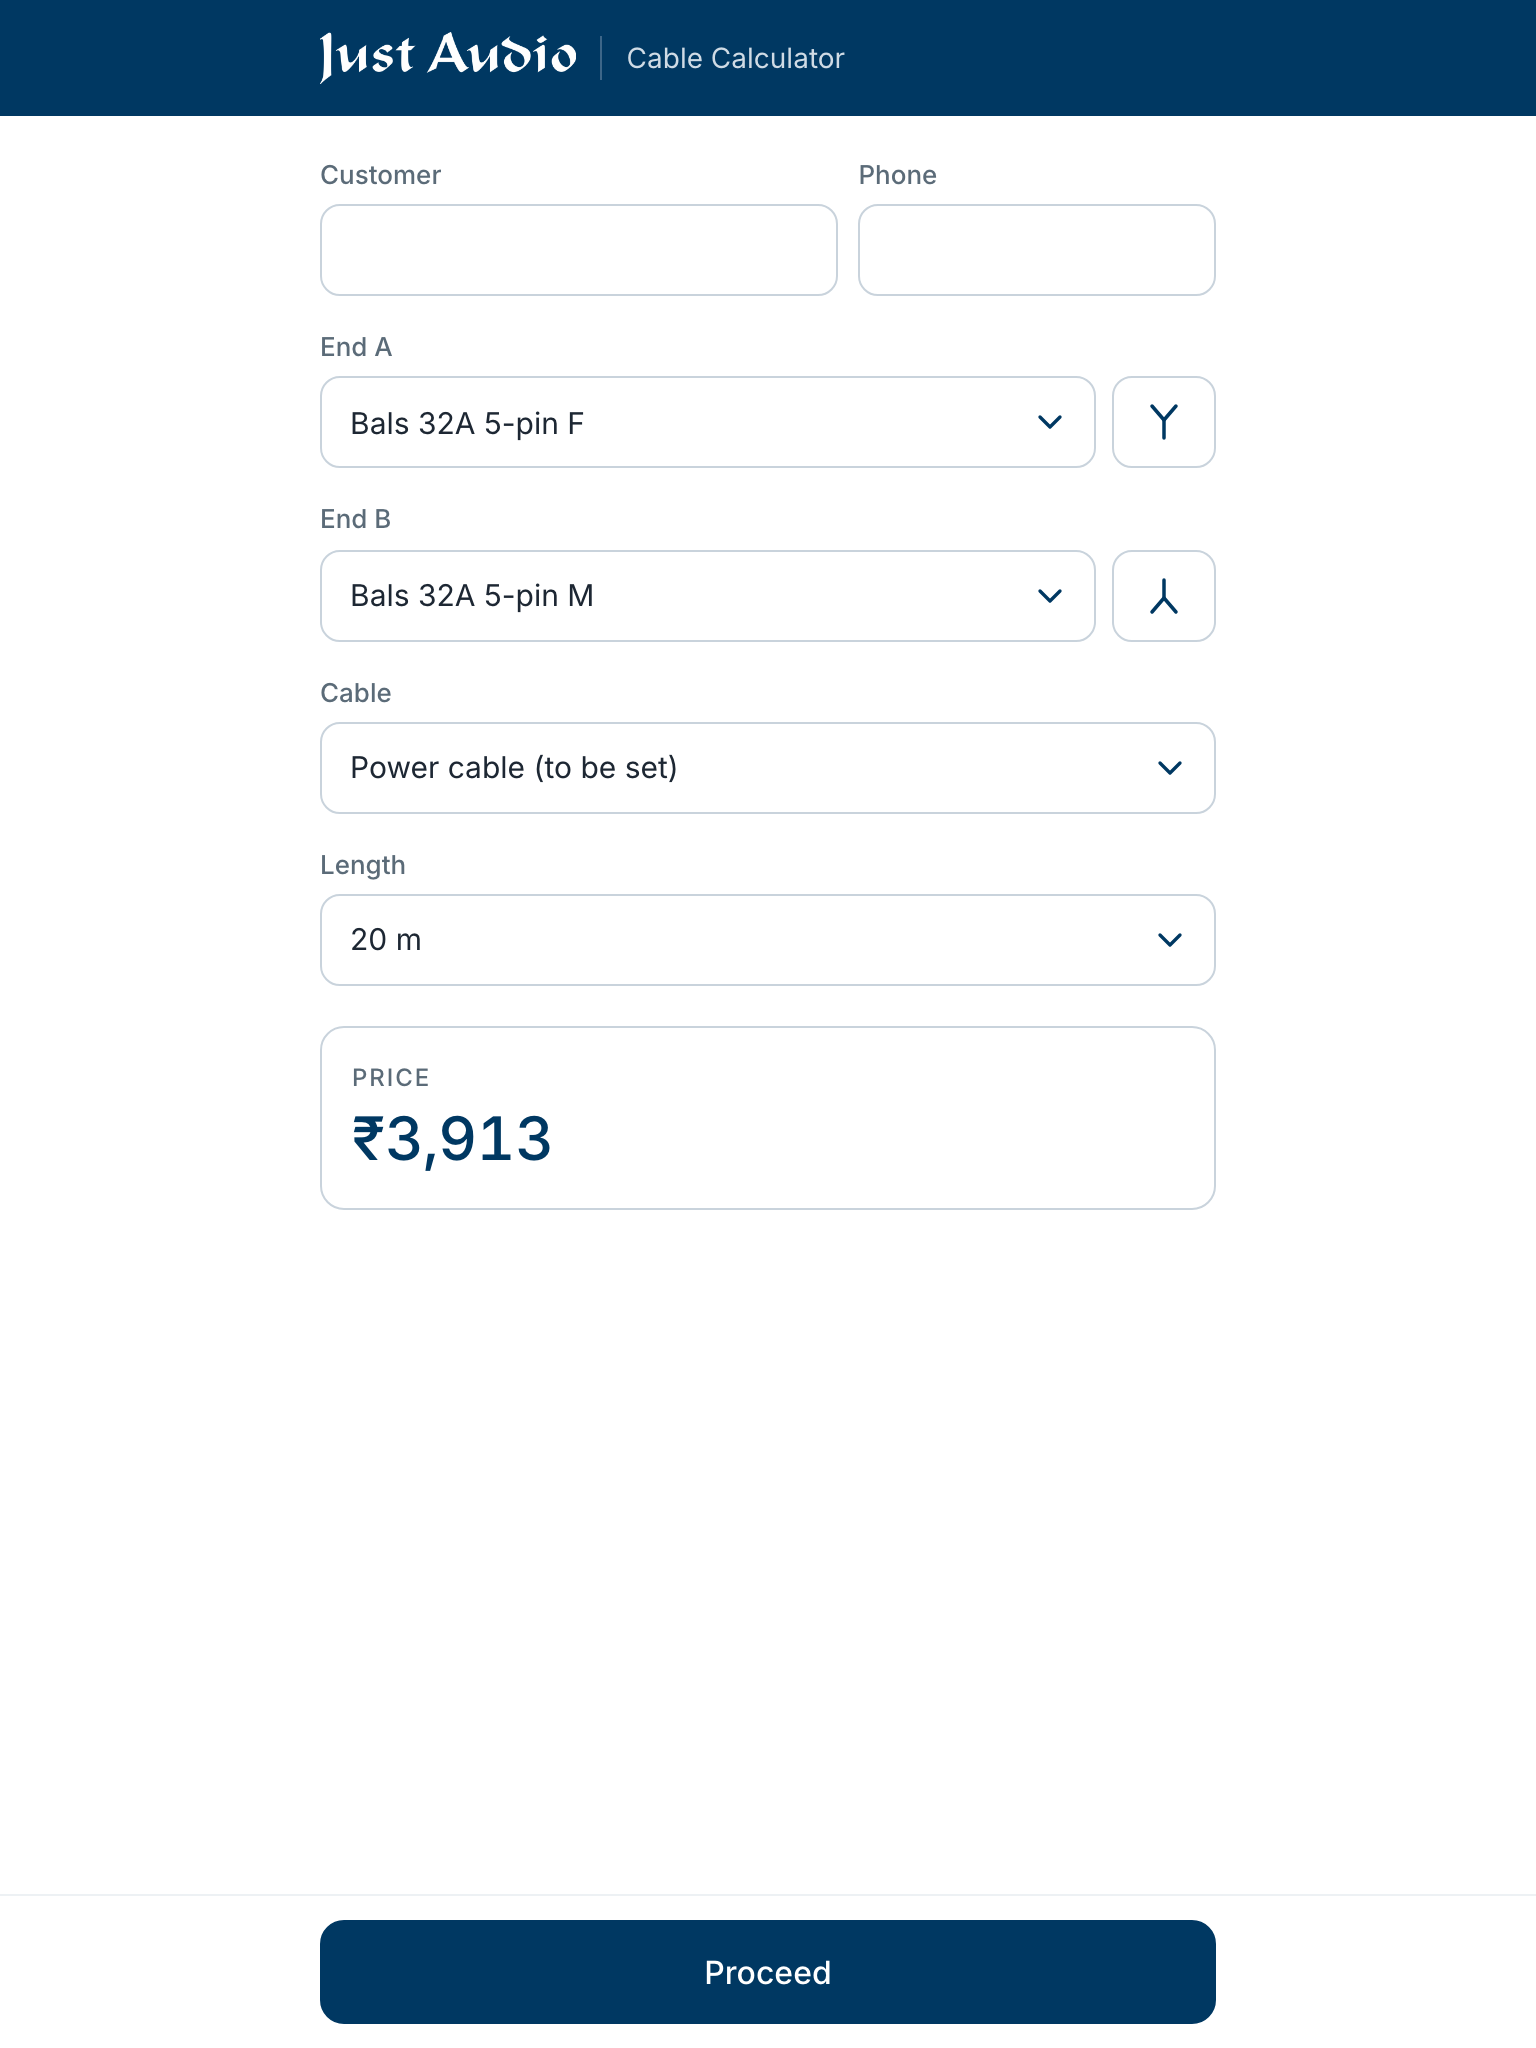 Just Audio
Cable Calculator
Customer
Phone
End A
Bals 32A 5-pin F
End B
Bals 32A 5-pin M
Cable
Power cable (to be set)
Length
20 m
PRICE
₹3,913
Proceed